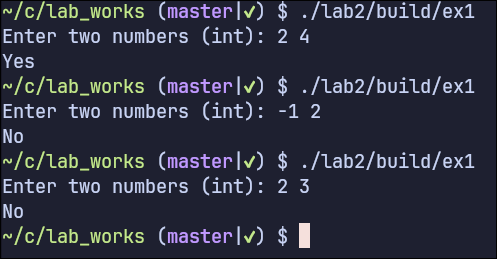 ~/c/lab_works (master|✔) $ ./lab2/build/ex1
Enter two numbers (int): 2 4
Yes
~/c/lab_works (master|✔) $ ./lab2/build/ex1
Enter two numbers (int): -1 2
No
~/c/lab_works (master|✔) $ ./lab2/build/ex1
Enter two numbers (int): 2 3
No
~/c/lab_works (master|✔) $